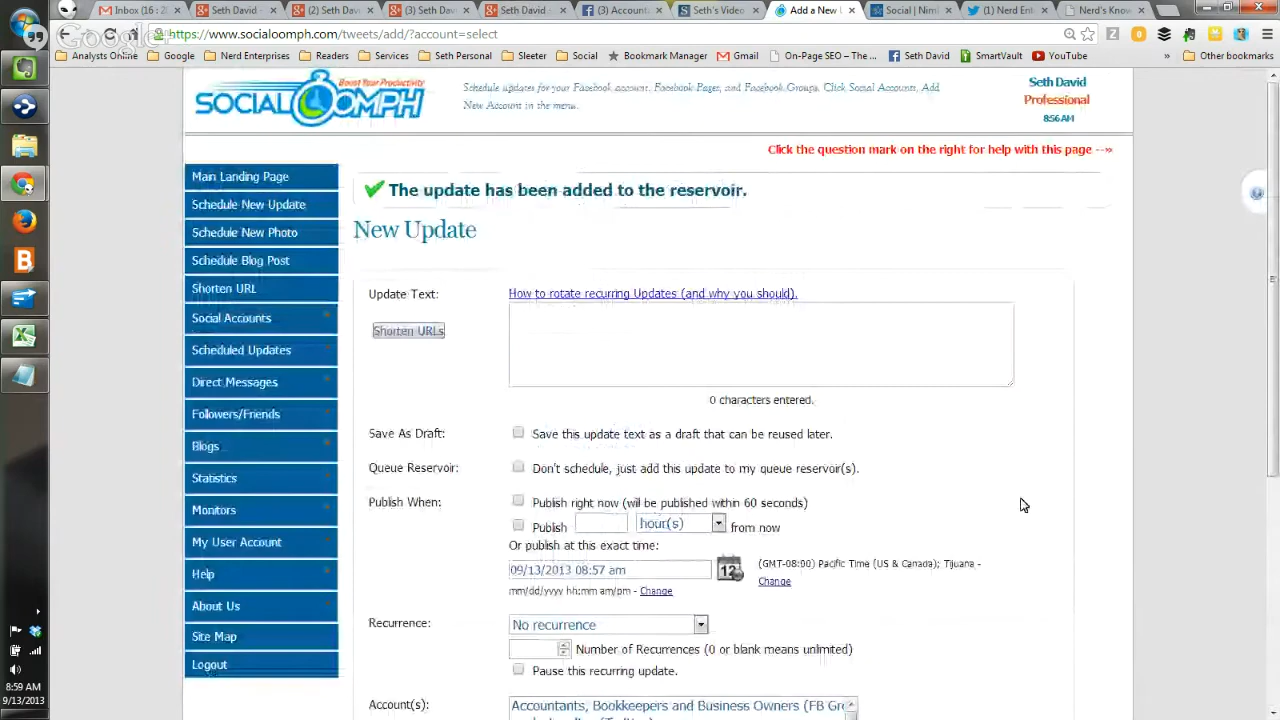 Inbox (16 : 2
Seth David -
(2) Seth Dav
(3) Seth Dav
Seth David -
(3) Account
Seth's Video
Add a New U
Social | Nim
(1) Nerd Ent
Nerd's Know
Google+
https://www.socialoomph.com/tweets/add/?account=select
Analysts Online
Google
Nerd Enterprises
Readers
Services
Seth Personal
Sleeter
Social
Bookmark Manager
Gmail
On-Page SEO – The ...
Seth David
SmartVault
YouTube
»
Other bookmarks
Boost Your Productivity
SOCIAL OOMPH
Schedule updates for your Facebook account, Facebook Pages, and Facebook Groups. Click Social Accounts, Add
New Account in the menu.
Seth David
Professional
8:56 AM
Click the question mark on the right for help with this page --»
Main Landing Page
Schedule New Update
Schedule New Photo
Schedule Blog Post
Shorten URL
Social Accounts
Scheduled Updates
Direct Messages
Followers/Friends
Blogs
Statistics
Monitors
My User Account
Help
About Us
Site Map
Logout
The update has been added to the reservoir.
New Update
Update Text:
How to rotate recurring Updates (and why you should).
Shorten URLs
0 characters entered.
Save As Draft:
Save this update text as a draft that can be reused later.
Queue Reservoir:
Don't schedule, just add this update to my queue reservoir(s).
Publish When:
Publish right now (will be published within 60 seconds)
Publish
hour(s)
from now
Or publish at this exact time:
09/13/2013 08:57 am
12
(GMT-08:00) Pacific Time (US & Canada); Tijuana -
Change
mm/dd/yyyy hh:mm am/pm - Change
Recurrence:
No recurrence
Number of Recurrences (0 or blank means unlimited)
Pause this recurring update.
Account(s):
Accountants, Bookkeepers and Business Owners (FB Gr
8:59 AM
9/13/2013